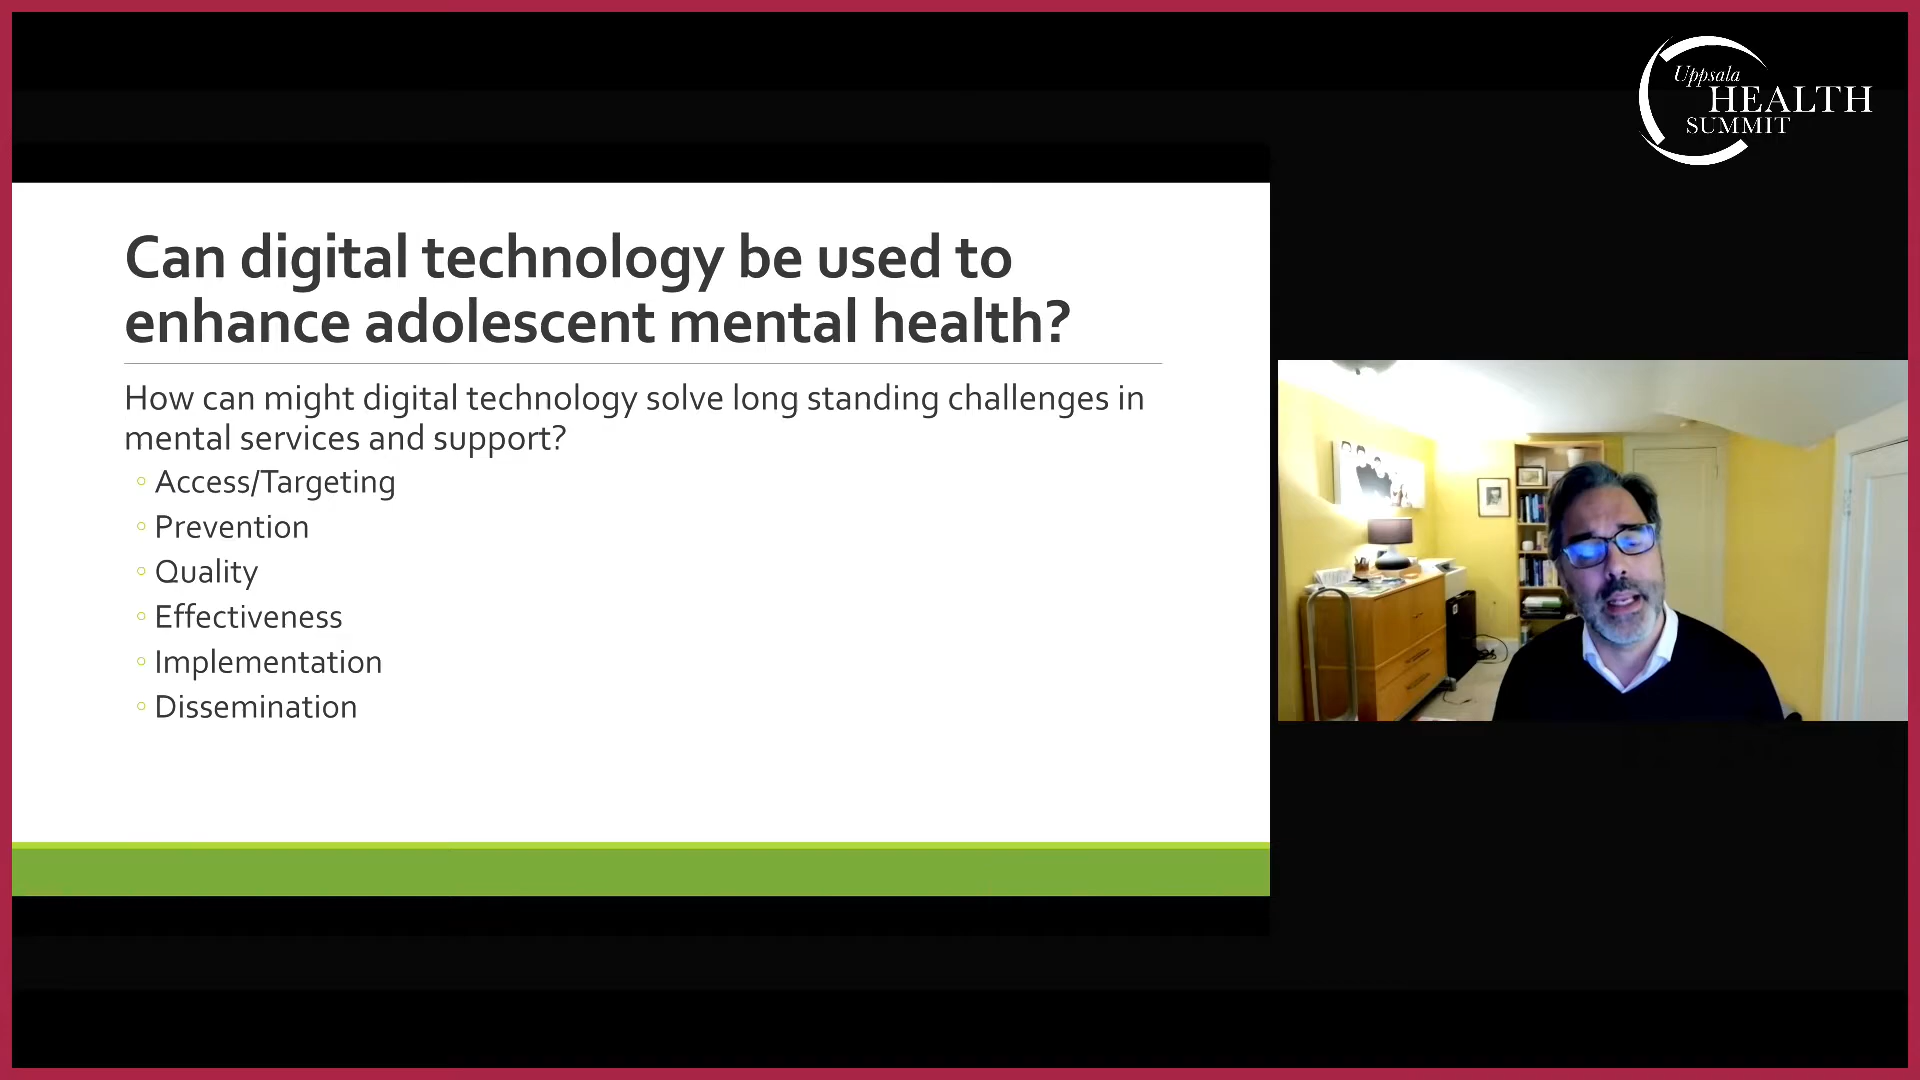 Uppsala
HEALTH
SUMMIT
Can digital technology be used to
enhance adolescent mental health?
How can might digital technology solve long standing challenges in
mental services and support?
Access/Targeting
Prevention
Quality
Effectiveness
Implementation
Dissemination